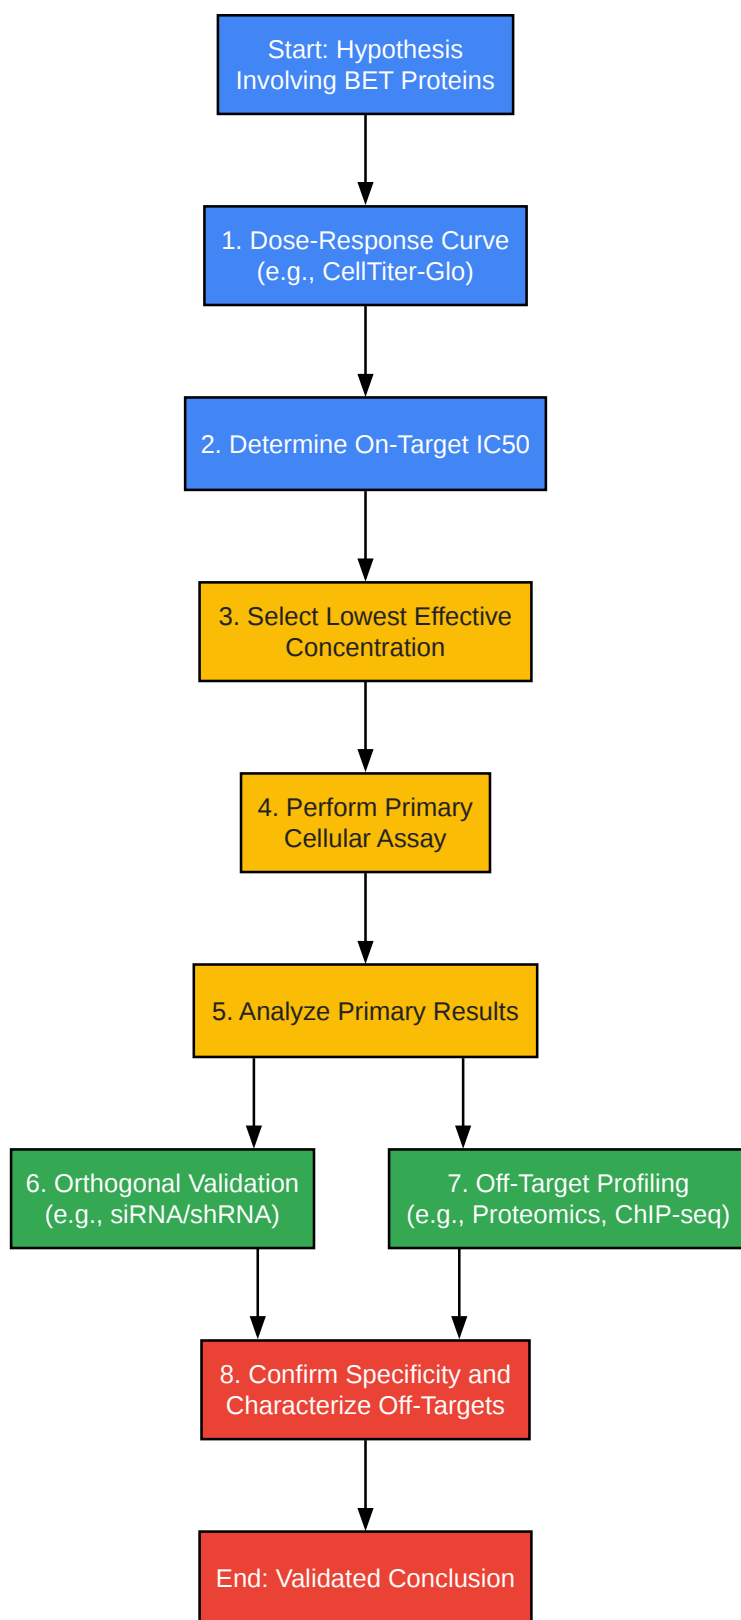 Start: Hypothesis
Involving BET Proteins
1. Dose-Response Curve
(e.g., CellTiter-Glo)
2. Determine On-Target IC50
3. Select Lowest Effective
Concentration
4. Perform Primary
Cellular Assay
5. Analyze Primary Results
6. Orthogonal Validation
(e.g., siRNA/shRNA)
7. Off-Target Profiling
(e.g., Proteomics, ChIP-seq)
8. Confirm Specificity and
Characterize Off-Targets
End: Validated Conclusion